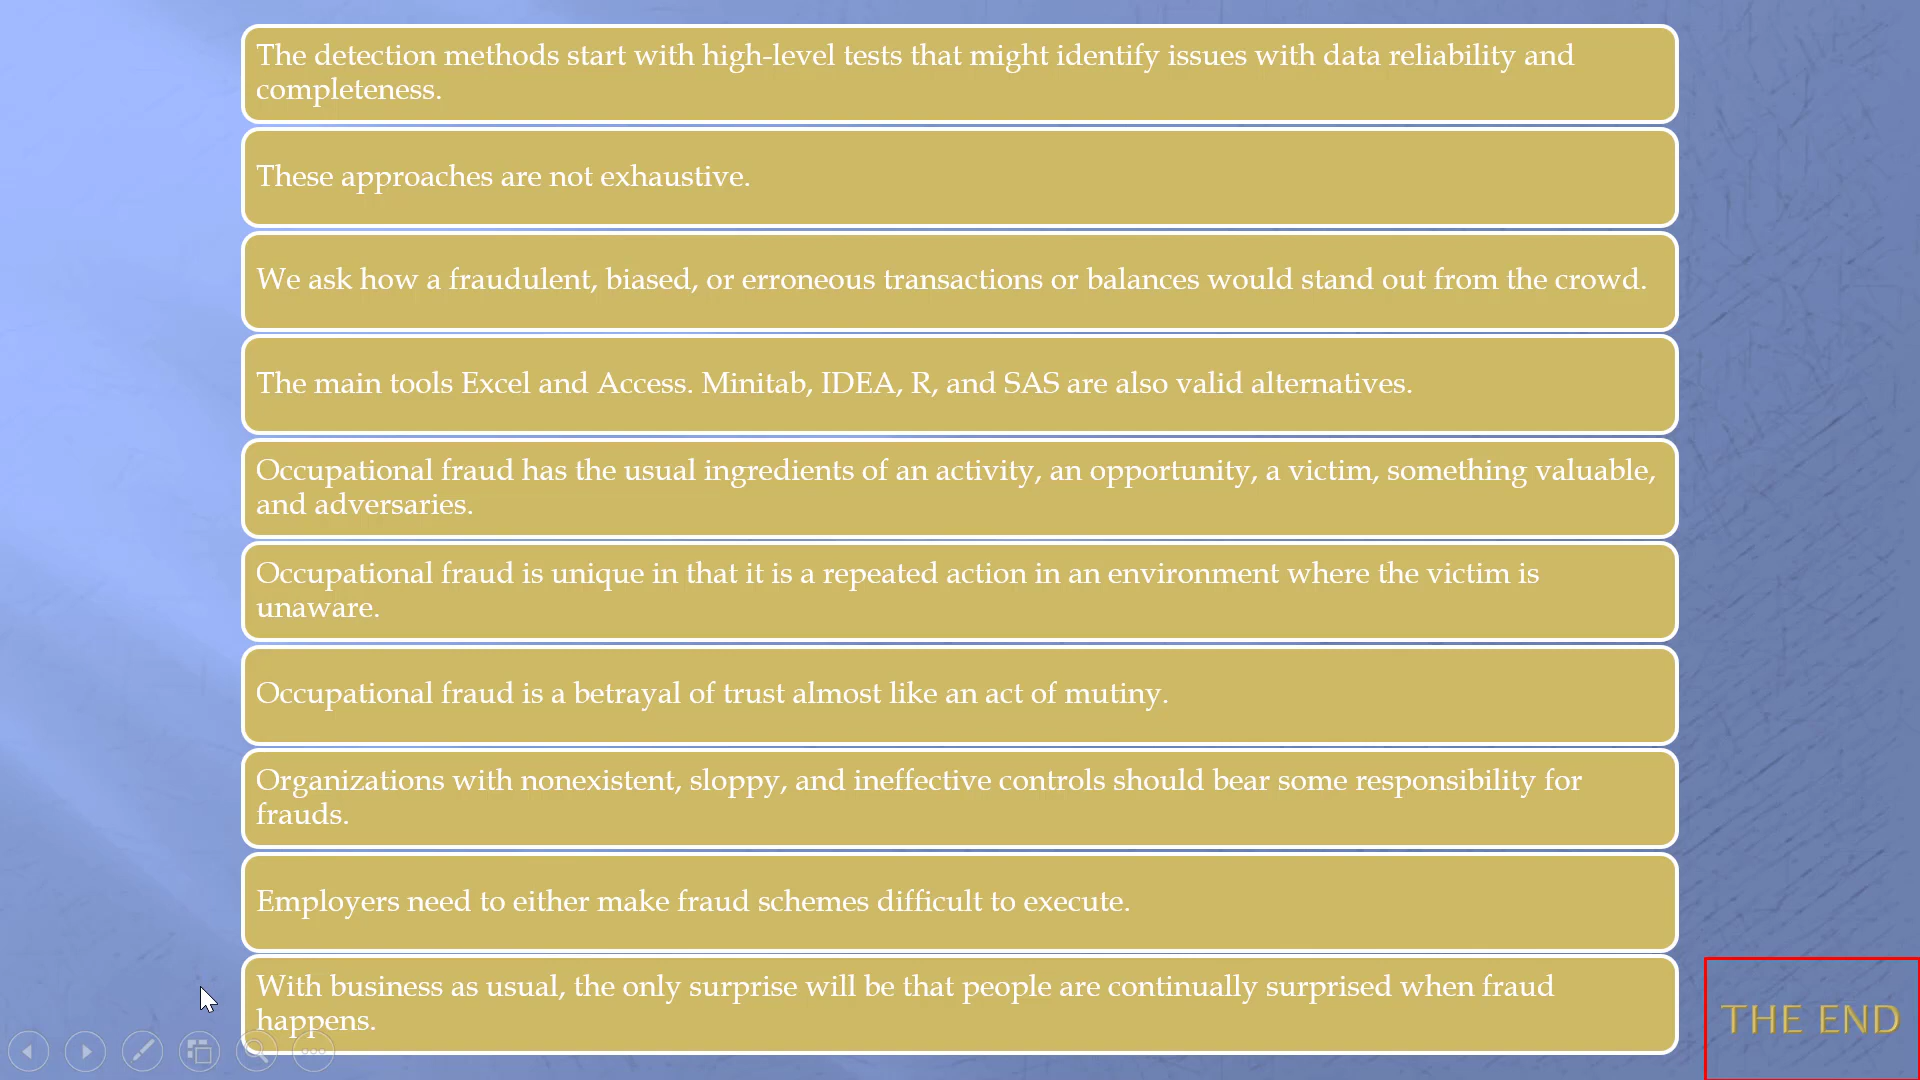 The detection methods start with high-level tests that might identify issues with data reliability and
completeness.
These approaches are not exhaustive.
We ask how a fraudulent, biased, or erroneous transactions or balances would stand out from the crowd.
The main tools Excel and Access. Minitab, IDEA, R, and SAS are also valid alternatives.
Occupational fraud has the usual ingredients of an activity, an opportunity, a victim, something valuable,
and adversaries.
Occupational fraud is unique in that it is a repeated action in an environment where the victim is
unaware.
Occupational fraud is a betrayal of trust almost like an act of mutiny.
Organizations with nonexistent, sloppy, and ineffective controls should bear some responsibility for
frauds.
Employers need to either make fraud schemes difficult to execute.
With business as usual, the only surprise will be that people are continually surprised when fraud
happens.
THE END